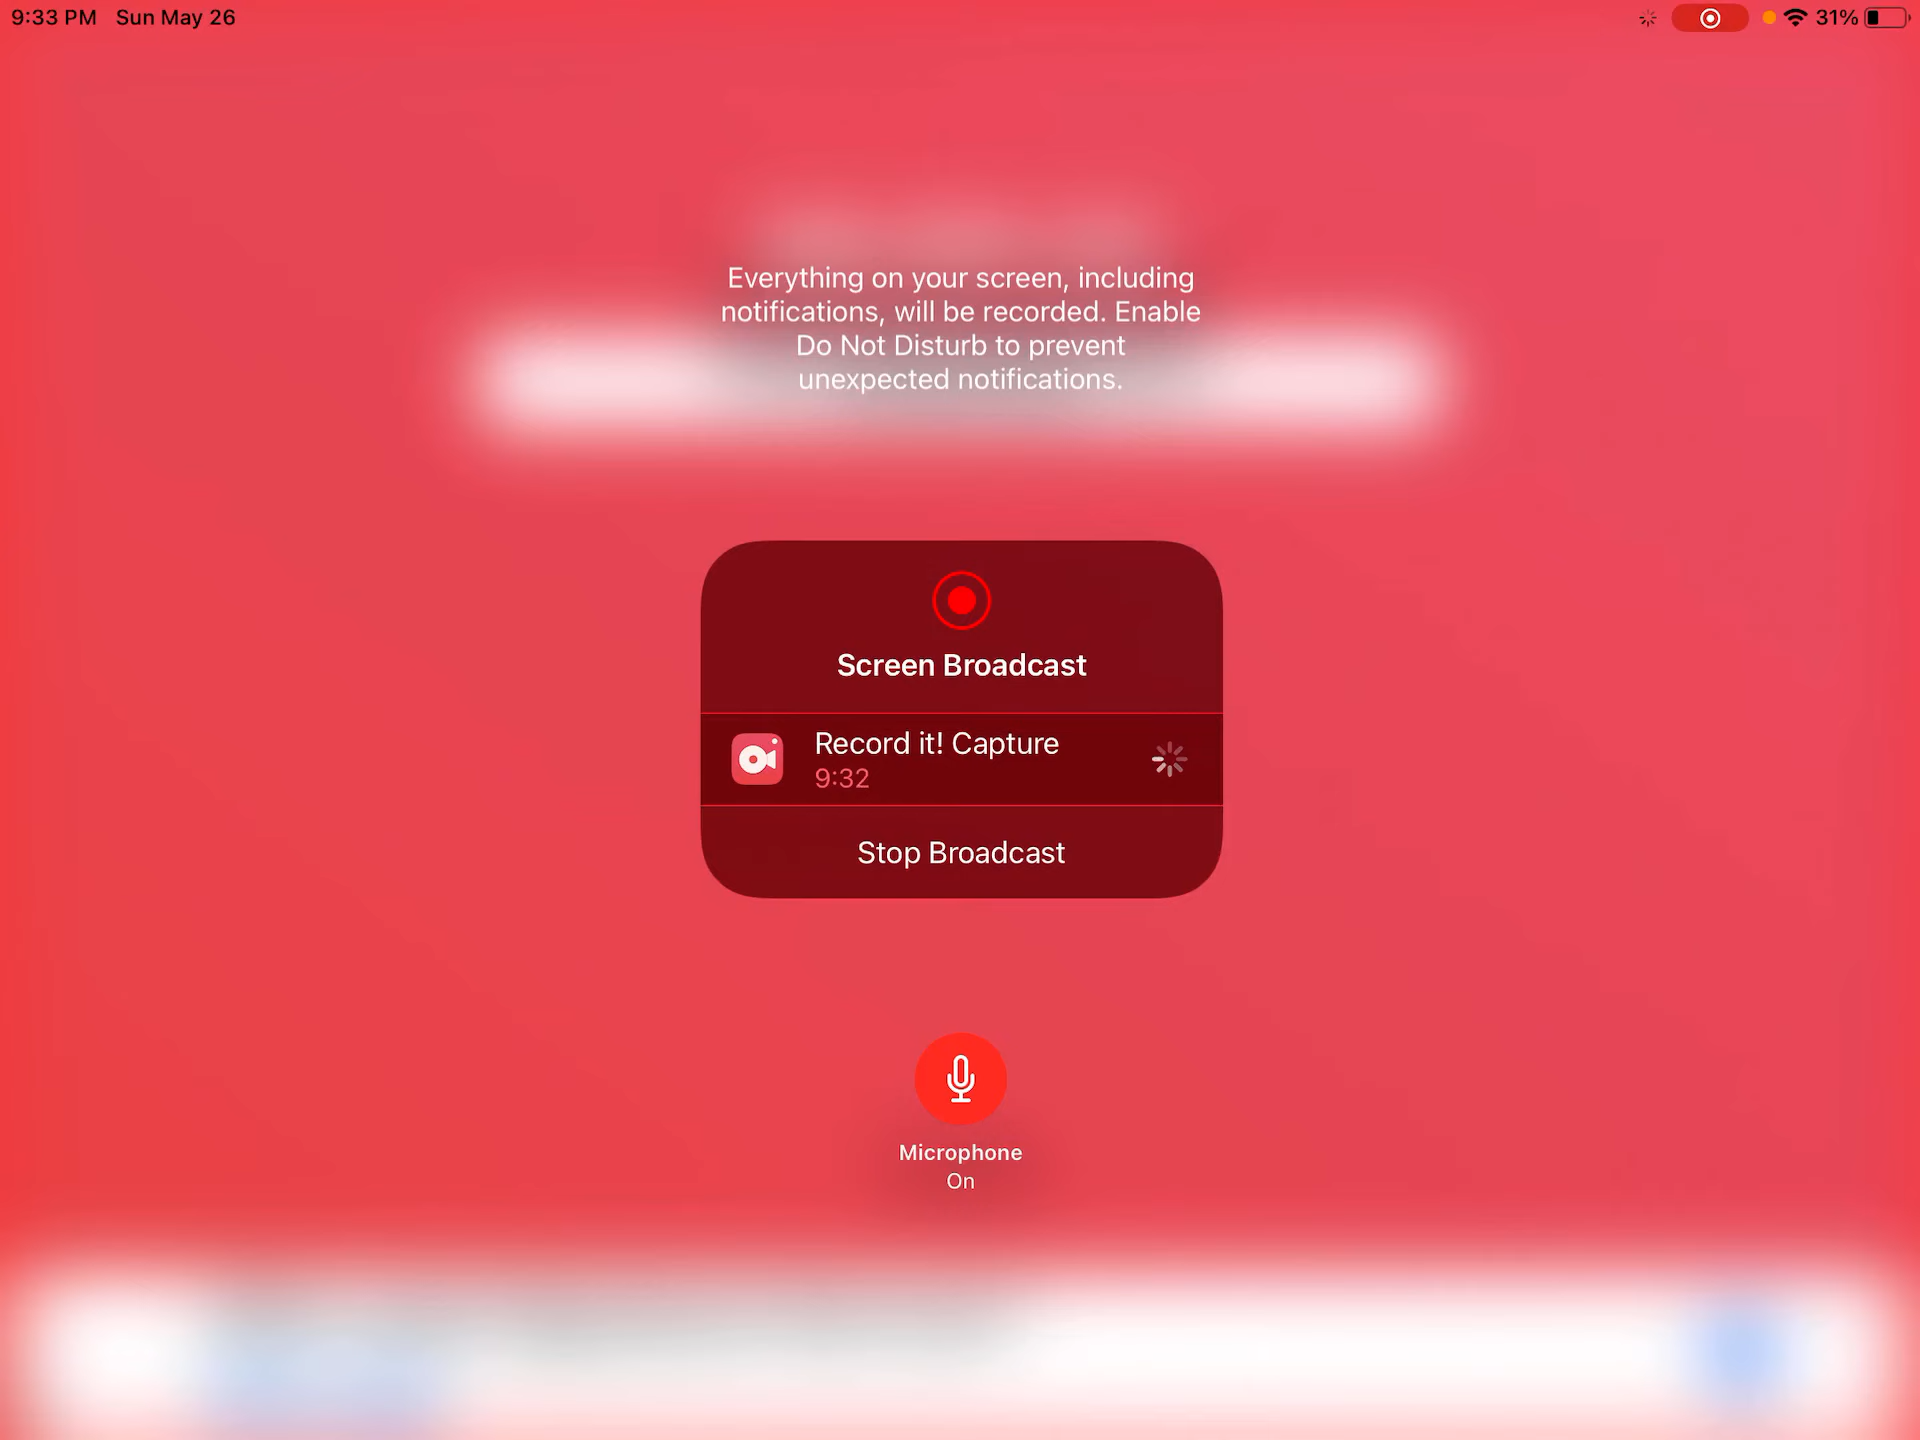 9:33 PM Sun May 26
31%
Everything on your screen, including
notifications, will be recorded. Enable
Do Not Disturb to prevent
unexpected notifications.
Screen Broadcast
Record it! Capture
9:32
Stop Broadcast
Microphone
On